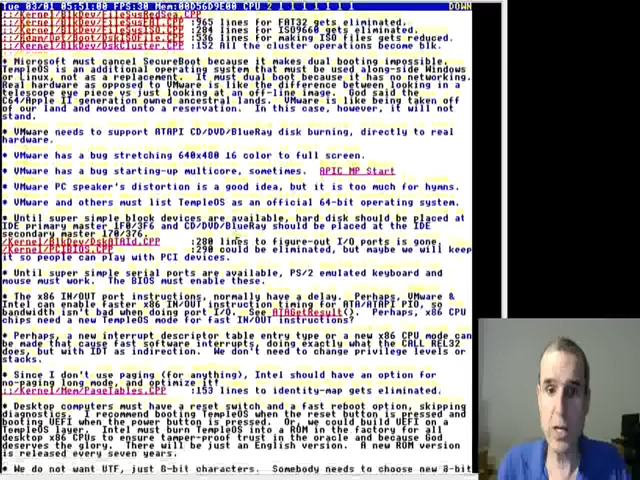 Tue 03/01 05:51:00 FPS:30 Mem:00D56D9E00 CPU 2 1 1 1 1 1 1 1 DOWN
::/Kernel/BlkDev/FileSysRedSea.CPP
::/Kernel/BlkDev/FileSysFAT.CPP :965 lines for FAT32 gets eliminated.
:284 lines for ISO9660 gets eliminated.
::/Adam/Opt/Boot/DskISOFile.CPP :536 lines for making ISO files gets reduced.
::/Kernel/BlkDev/DskCluster.CPP :152 All the cluster operations become blk.
* Microsoft must cancel SecureBoot because it makes dual booting impossible.
TempleOS is an additional operating system that must be used along-side Windows
or Linux, not as a replacement. It must dual boot because it has no networking.
Real hardware as opposed to VMware is like the difference between looking in a
telescope eye piece vs just looking at an off-line image. God said the
C64/Apple II generation owned ancestral lands. VMware is like being taken off
of our land and moved onto a reservation. In this case, however, it will not
stand.
* VMware needs to support ATAPI CD/DVD/BlueRay disk burning, directly to real
hardware.
* VMware has a bug stretching 640x480 16 color to full screen.
* VMware has a bug starting-up multicore, sometimes. APIC MP Start
* VMware PC speaker's distortion is a good idea, but it is too much for hymns.
* VMware and others must list TempleOS as an official 64-bit operating system.
* Until super simple block devices are available, hard disk should be placed at
IDE primary master 1F0/3F6 and CD/DVD/BlueRay should be placed at the IDE
secondary master 170/376.
/Kernel/BlkDev/DskATAId.CPP :280 lines to figure-out I/O ports is gone.
/Kernel/PCIBIOS.CPP :290 could be eliminated, but maybe we will keep
it so people can play with PCI devices.
* Until super simple serial ports are available, PS/2 emulated keyboard and
mouse must work. The BIOS must enable these.
* The x86 IN/OUT port instructions, normally have a delay. Perhaps, VMware &
Intel can enable faster x86 IN/OUT instruction timing for ATA/ATAPI PIO, so
bandwidth isn't bad when doing port I/O. See ATAGetResult(). Perhaps, x86 CPU
chips need a new TempleOS mode for fast IN/OUT instructions?
* Perhaps, a new interrupt descriptor table entry type or a new x86 CPU mode can
be made that cause fast software interrupts, doing exactly what the CALL REL32
does, but with IDT as indirection. We don't need to change privilege levels or
stacks.
* Since I don't use paging (for anything), Intel should have an option for
no-paging long mode, and optimize it!
::/Kernel/Mem/PageTables.CPP :153 lines to identity-map gets eliminated.
* Desktop computers must have a reset switch and a fast reboot option, skipping
diagnostics. I recommend booting TempleOS when the reset button is pressed and
booting UEFI when the power button is pressed. Or, we could build UEFI on a
TempleOS layer. Intel must burn TempleOS into a ROM in the factory for all
desktop x86 CPUs to ensure tamper-proof trust in the oracle and because God
deserves the glory. There will be just an English version. A new ROM version
is released every seven years.
* We do not want UTF, just 8-bit characters. Somebody needs to choose new 8-bit